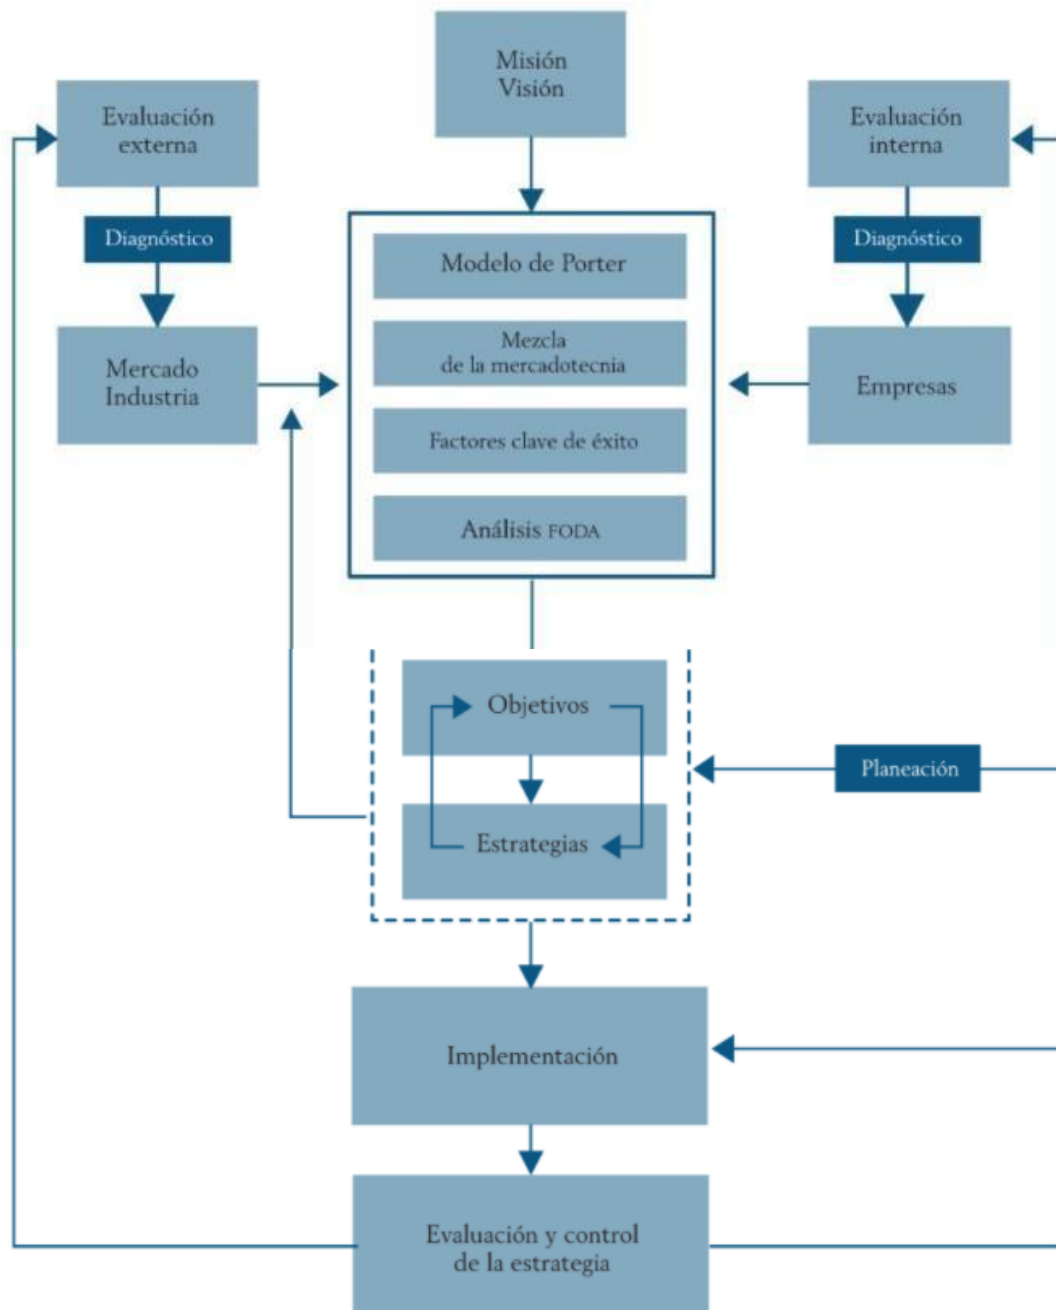 Misión
Visión
Evaluación
externa
Evaluación
interna
Diagnóstico
Diagnóstico
Modelo de Porter
Mezcla
de la mercadotecnia
Mercado
Industria
Empresas
Factores clave de éxito
Análisis FODA
Objetivos
Planeación
Estrategias
Implementación
Evaluación y control
de la estrategia